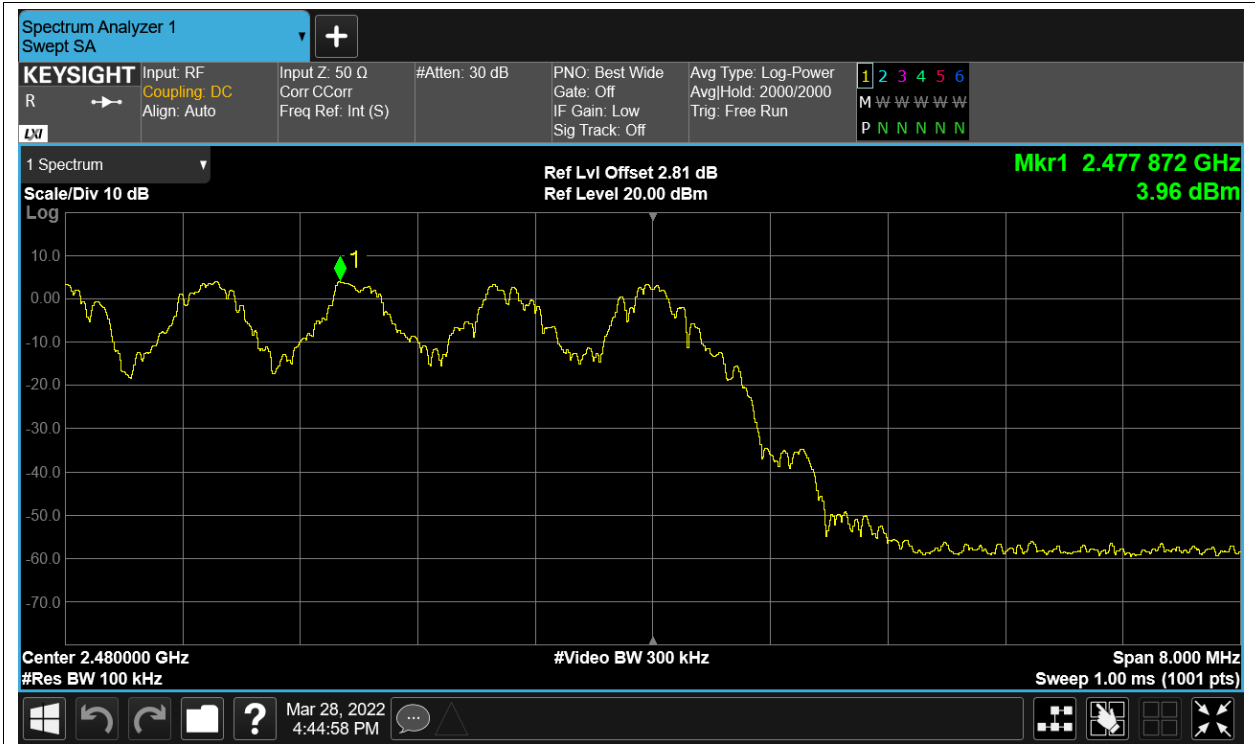 Spectrum Analyzer 1
Swept SA
KEYSIGHT
R
LXI
Input: RF
Coupling: DC
Align: Auto
Input Z: 50 Ω
Corr CCorr
Freq Ref: Int (S)
#Atten: 30 dB
PNO: Best Wide
Gate: Off
IF Gain: Low
Sig Track: Off
Avg Type: Log-Power
Avg|Hold: 2000/2000
Trig: Free Run
1 2 3 4 5 6
M W W W W W
P N N N N N
1 Spectrum
Scale/Div 10 dB
Ref Lvl Offset 2.81 dB
Ref Level 20.00 dBm
Mkr1 2.477 872 GHz
3.96 dBm
Log
1
10.0
0.00
-10.0
-20.0
-30.0
-40.0
-50.0
-60.0
-70.0
Center 2.480000 GHz
#Video BW 300 kHz
Span 8.000 MHz
#Res BW 100 kHz
Sweep 1.00 ms (1001 pts)
?
Mar 28, 2022
4:44:58 PM